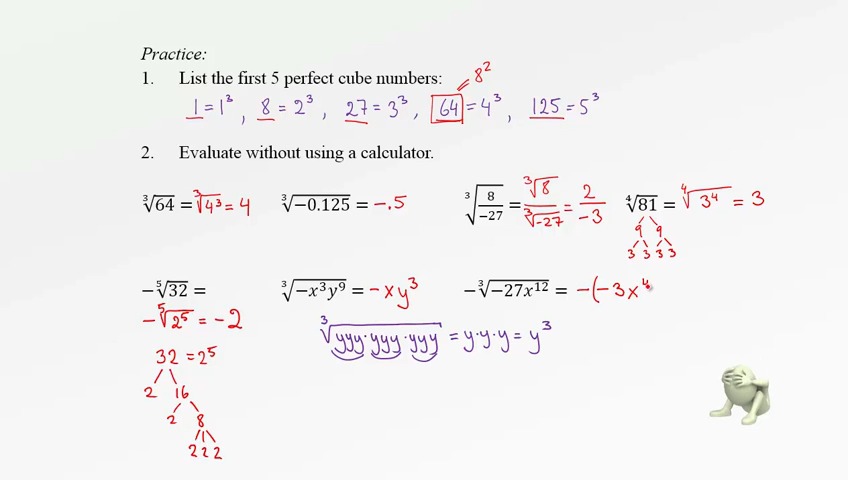 Practice:
1. List the first 5 perfect cube numbers:
8²
1 = 1³, 8 = 2³, 27 = 3³, 64 = 4³, 125 = 5³
2. Evaluate without using a calculator.
∛64 = ∛4³ = 4
∛−0.125 = −.5
∛(8/−27) = ∛8/∛−27 = 2/−3
∜81 = ∜3⁴ = 3
9 9
3 3 3 3
−⁵√32 =
−⁵√2⁵ = −2
32 = 2⁵
2 16
2 8
2 2 2
∛−x³y⁹ = −xy³
∛yyy·yyy·yyy = y·y·y = y³
−∛−27x¹² = −(−3x⁴